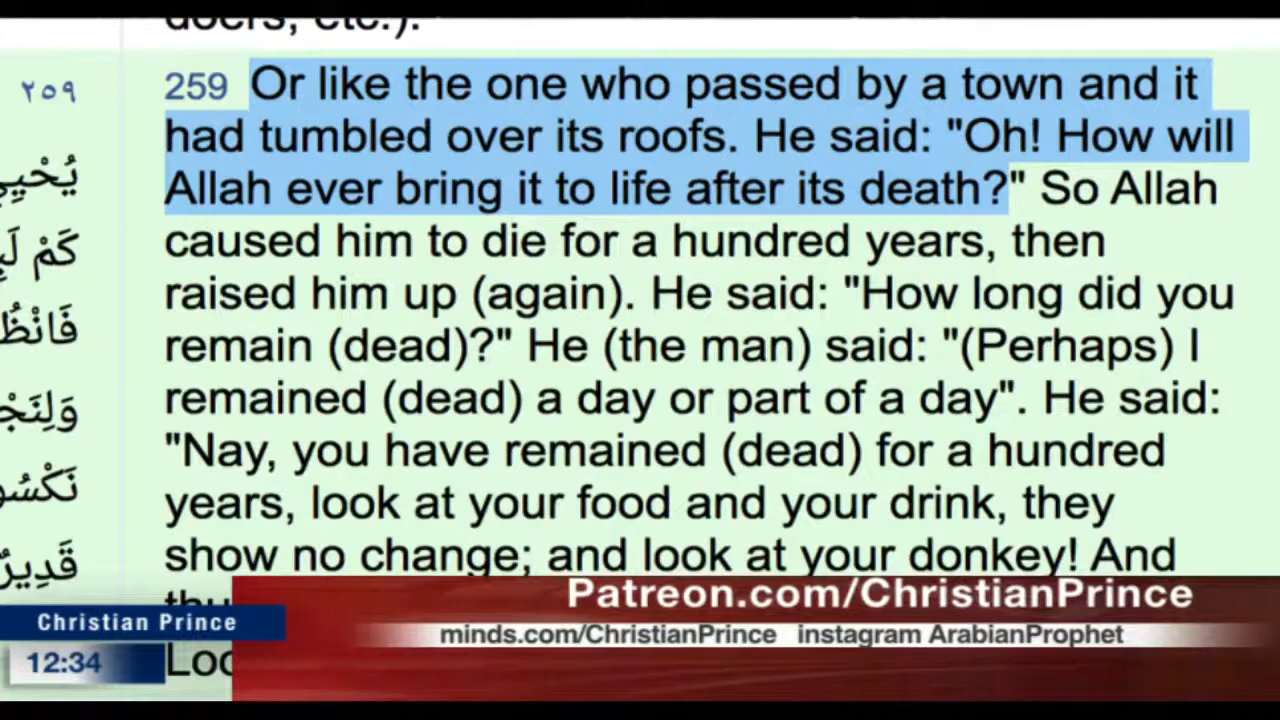 doers, etc.).
٢٥٩
259 Or like the one who passed by a town and it
had tumbled over its roofs. He said: "Oh! How will
Allah ever bring it to life after its death?" So Allah
caused him to die for a hundred years, then
raised him up (again). He said: "How long did you
remain (dead)?" He (the man) said: "(Perhaps) I
remained (dead) a day or part of a day". He said:
"Nay, you have remained (dead) for a hundred
years, look at your food and your drink, they
show no change; and look at your donkey! And
كَمْ
قَدِيرٌ
Patreon.com/ChristianPrince
Christian Prince
minds.com/ChristianPrince instagram ArabianProphet
12:34